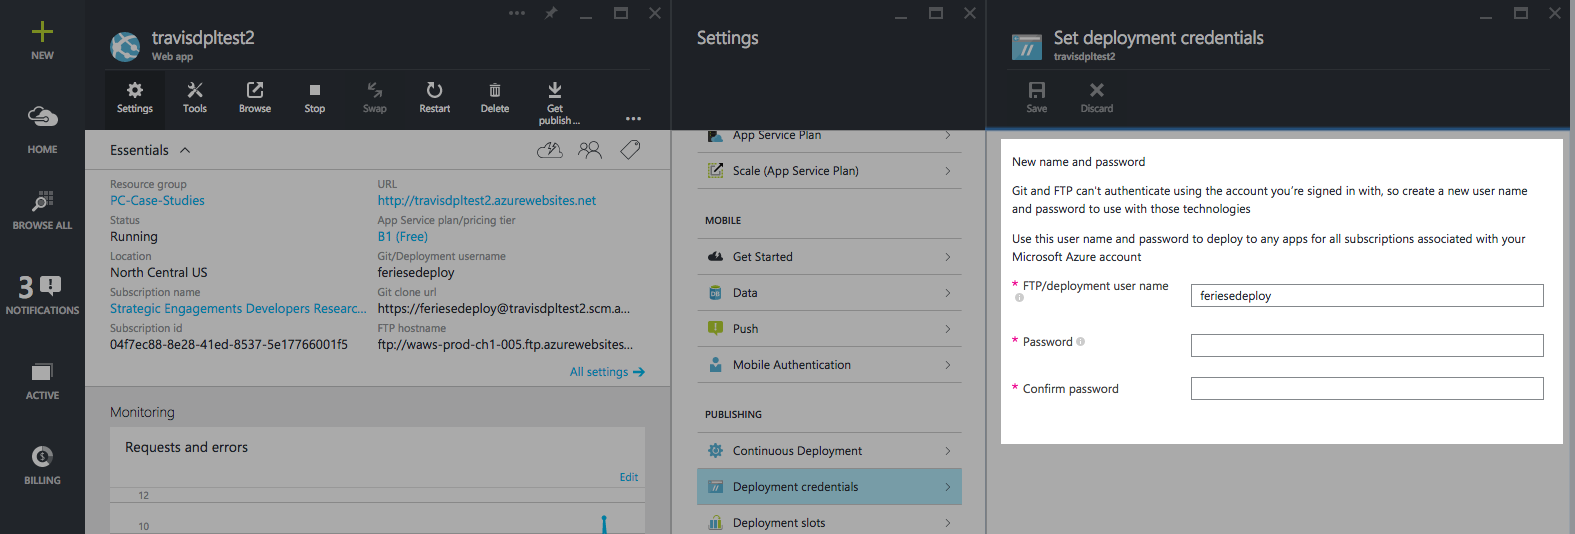 NEW
HOME
BROWSE ALL
3
NOTIFICATIONS
ACTIVE
BILLING
travisdpltest2
Web app
Settings
Tools
Browse
Stop
Swap
Restart
Delete
Get
publish...
Essentials
Resource group
PC-Case-Studies
Status
Running
Location
North Central US
Subscription name
Strategic Engagements Developers Researc...
Subscription id
04f7ec88-8e28-41ed-8537-5e17766001f5
URL
http://travisdpltest2.azurewebsites.net
App Service plan/pricing tier
B1 (Free)
Git/Deployment username
feriesedeploy
Git clone url
https://feriesedeploy@travisdpltest2.scm.a...
FTP hostname
ftp://waws-prod-ch1-005.ftp.azurewebsites...
All settings
Monitoring
Requests and errors
Edit
12
10
Settings
App Service Plan
Scale (App Service Plan)
MOBILE
Get Started
Data
Push
Mobile Authentication
PUBLISHING
Continuous Deployment
Deployment credentials
Deployment slots
Set deployment credentials
travisdpltest2
Save
Discard
New name and password
Git and FTP can't authenticate using the account you're signed in with, so create a new user name
and password to use with those technologies
Use this user name and password to deploy to any apps for all subscriptions associated with your
Microsoft Azure account
* FTP/deployment user name
feriesedeploy
* Password
* Confirm password